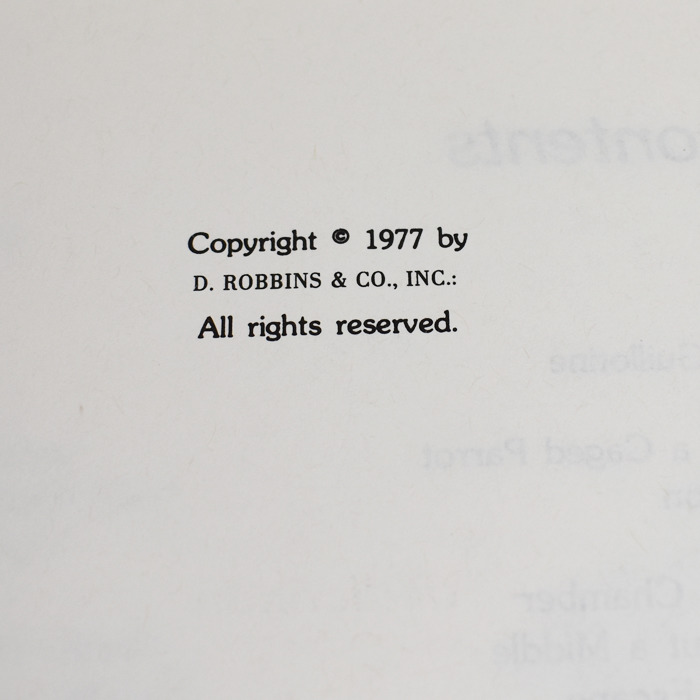 Copyright © 1977 by
D. ROBBINS & CO., INC.:
All rights reserved.